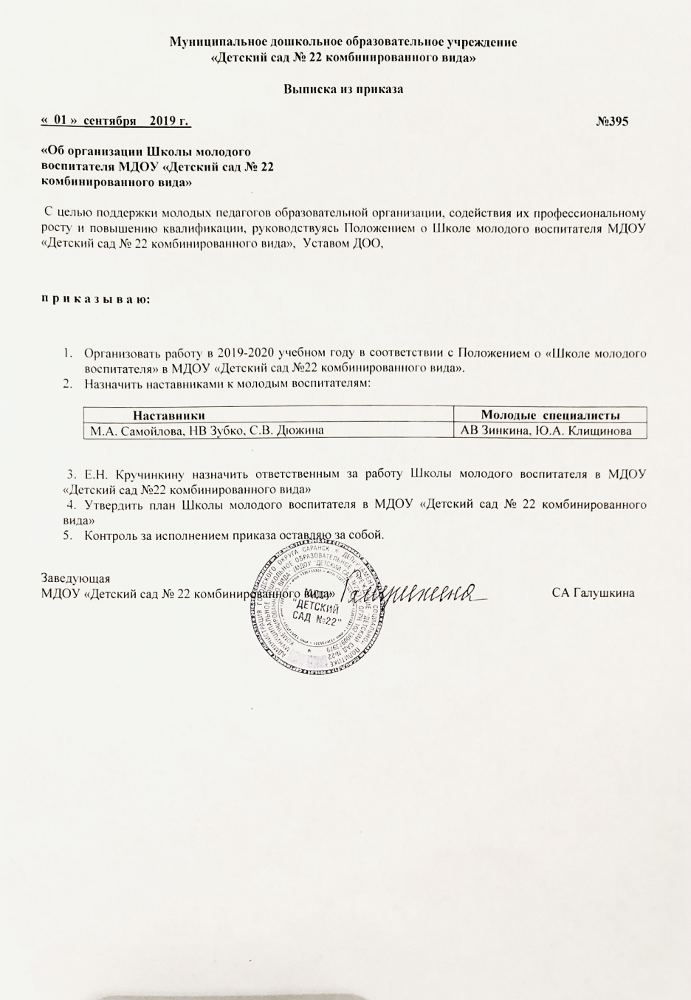 Муниципальное дошкольное образовательное учреждение
«Детский сад № 22 комбинированного вида»
Выписка из приказа
« 01 » сентября 2019 г. №395
«Об организации Школы молодого
воспитателя МДОУ «Детский сад № 22
комбинированного вида»
С целью поддержки молодых педагогов образовательной организации, содействия их профессиональному
росту и повышению квалификации, руководствуясь Положением о Школе молодого воспитателя МДОУ
«Детский сад № 22 комбинированного вида», Уставом ДОО,
п р и к а з ы в а ю:
1. Организовать работу в 2019-2020 учебном году в соответствии с Положением о «Школе молодого
воспитателя» в МДОУ «Детский сад №22 комбинированного вида».
2. Назначить наставниками к молодым воспитателям:
Наставники Молодые специалисты
М.А. Самойлова, НВ Зубко, С.В. Дюжина АВ Зинкина, Ю.А. Клищинова
3. Е.Н. Кручинкину назначить ответственным за работу Школы молодого воспитателя в МДОУ
«Детский сад №22 комбинированного вида»
4. Утвердить план Школы молодого воспитателя в МДОУ «Детский сад № 22 комбинированного
вида»
5. Контроль за исполнением приказа оставляю за собой.
Заведующая
МДОУ «Детский сад № 22 комбинированного вида» Галушкина СА Галушкина
МДОУ
"ДЕТСКИЙ
САД №22"